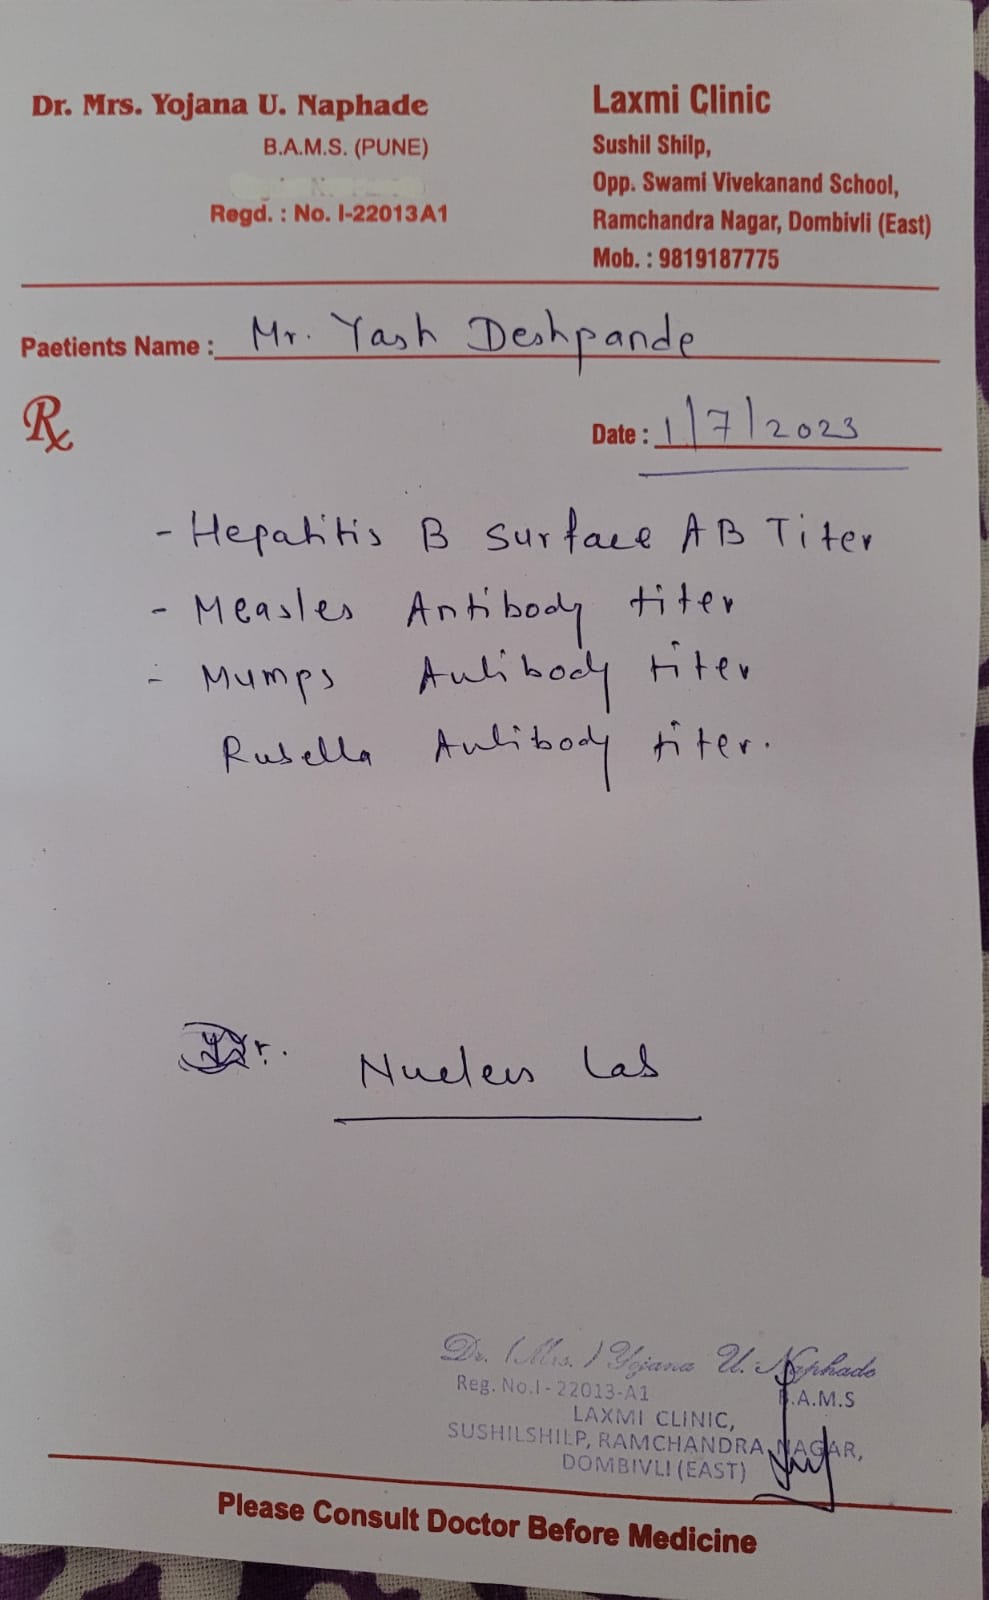 Dr. Mrs. Yojana U. Naphade
B.A.M.S. (PUNE)
Regd. : No. I-22013A1
Laxmi Clinic
Sushil Shilp,
Opp. Swami Vivekanand School,
Ramchandra Nagar, Dombivli (East)
Mob. : 9819187775
Paetients Name : Mr. Yash Deshpande
Rx
Date : 1/7/2023
- Hepatitis B Surface AB Titer
- Measles Antibody titer
- Mumps Antibody titer
Rubella Antibody titer.
Nucleus Lab
Dr. (Mrs.) Yojana U. Naphade
Reg. No.I - 22013-A1 B.A.M.S
LAXMI CLINIC,
SUSHILSHILP, RAMCHANDRA NAGAR,
DOMBIVLI (EAST)
Please Consult Doctor Before Medicine